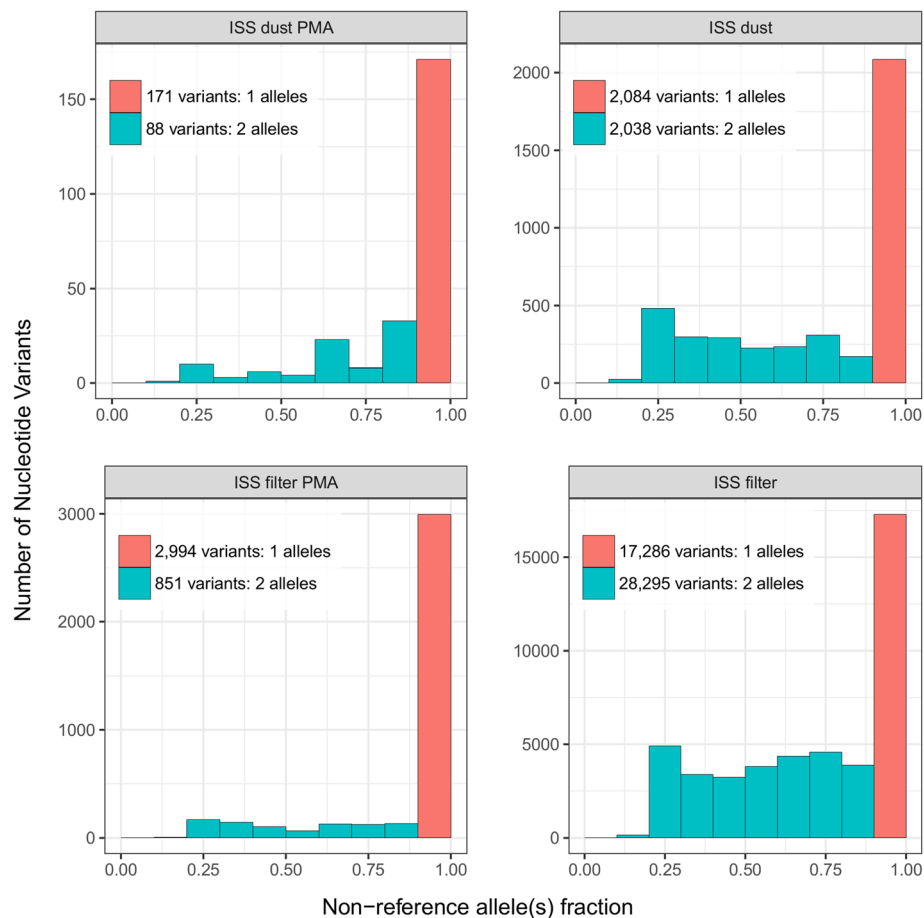 ISS dust PMA
ISS dust
150
100
50
0
171 variants: 1 alleles
88 variants: 2 alleles
0.00 0.25 0.50 0.75 1.00
2000
1500
1000
500
0
2,084 variants: 1 alleles
2,038 variants: 2 alleles
0.00 0.25 0.50 0.75 1.00
Number of Nucleotide Variants
ISS filter PMA
ISS filter
3000
2000
1000
0
2,994 variants: 1 alleles
851 variants: 2 alleles
0.00 0.25 0.50 0.75 1.00
15000
10000
5000
0
17,286 variants: 1 alleles
28,295 variants: 2 alleles
0.00 0.25 0.50 0.75 1.00
Non−reference allele(s) fraction